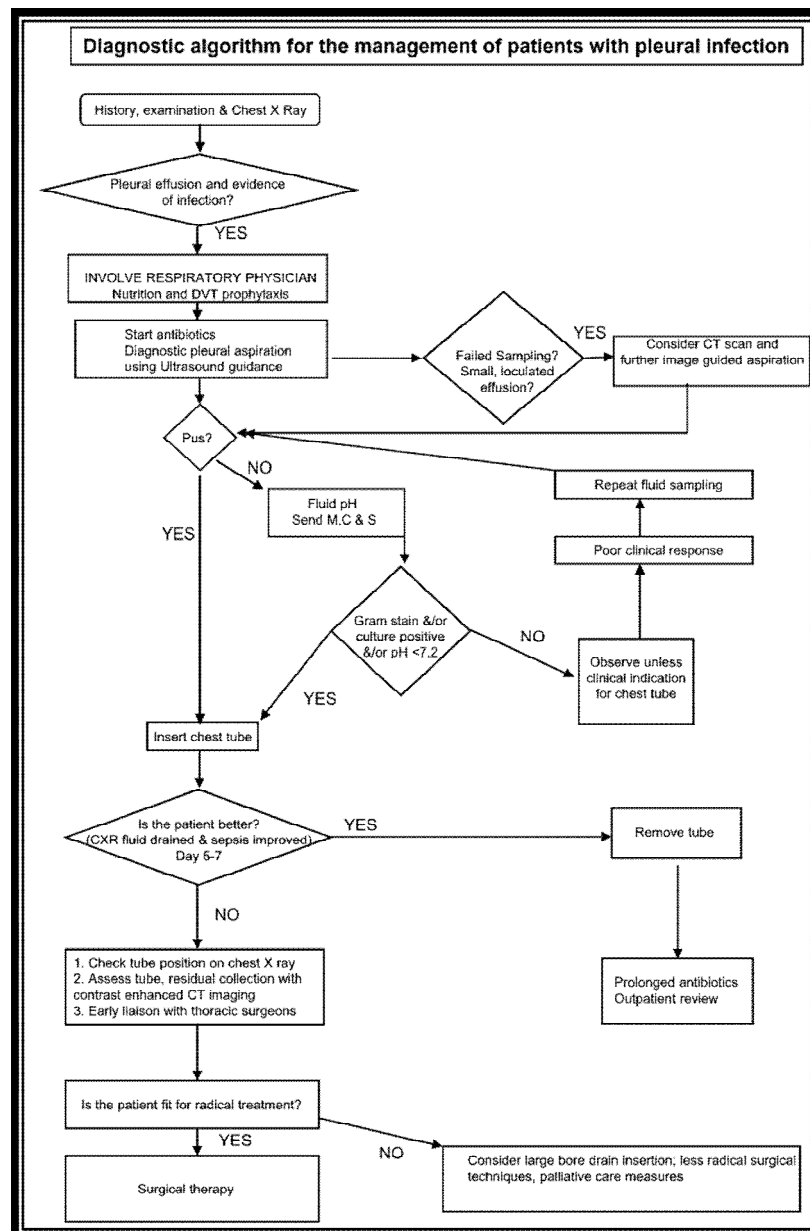 Diagnostic algorithm for the management of patients with pleural infection
History, examination & Chest X Ray
Pleural effusion and evidence
of infection?
YES
INVOLVE RESPIRATORY PHYSICIAN
Nutrition and DVT prophylaxis
Start antibiotics
Diagnostic pleural aspiration
using Ultrasound guidance
Failed Sampling?
Small, loculated
effusion?
YES
Consider CT scan and
further image guided aspiration
Pus?
NO
YES
Fluid pH
Send M.C & S
Repeat fluid sampling
Poor clinical response
Gram stain &/or
culture positive
&/or pH <7.2
NO
YES
Observe unless
clinical indication
for chest tube
Insert chest tube
Is the patient better?
(CXR fluid drained & sepsis improved)
Day 5-7
YES
Remove tube
NO
1. Check tube position on chest X ray
2. Assess tube, residual collection with
contrast enhanced CT imaging
3. Early liaison with thoracic surgeons
Prolonged antibiotics
Outpatient review
Is the patient fit for radical treatment?
YES
NO
Surgical therapy
Consider large bore drain insertion; less radical surgical
techniques, palliative care measures